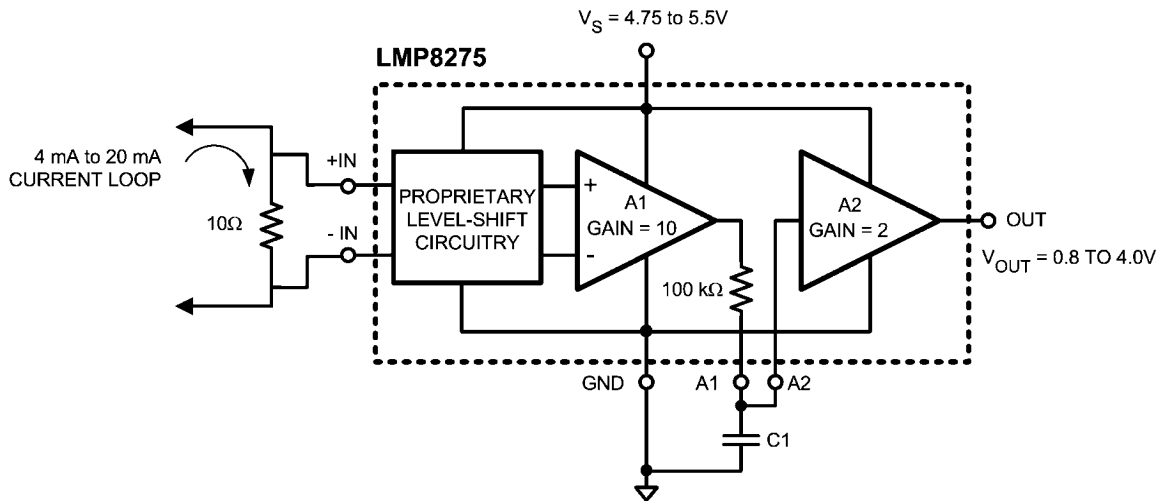 V_S = 4.75 to 5.5V
LMP8275
4 mA to 20 mA
CURRENT LOOP
10Ω
+IN
- IN
PROPRIETARY
LEVEL-SHIFT
CIRCUITRY
+
-
A1
GAIN = 10
100 kΩ
A2
GAIN = 2
OUT
V_OUT = 0.8 TO 4.0V
GND
A1
A2
C1